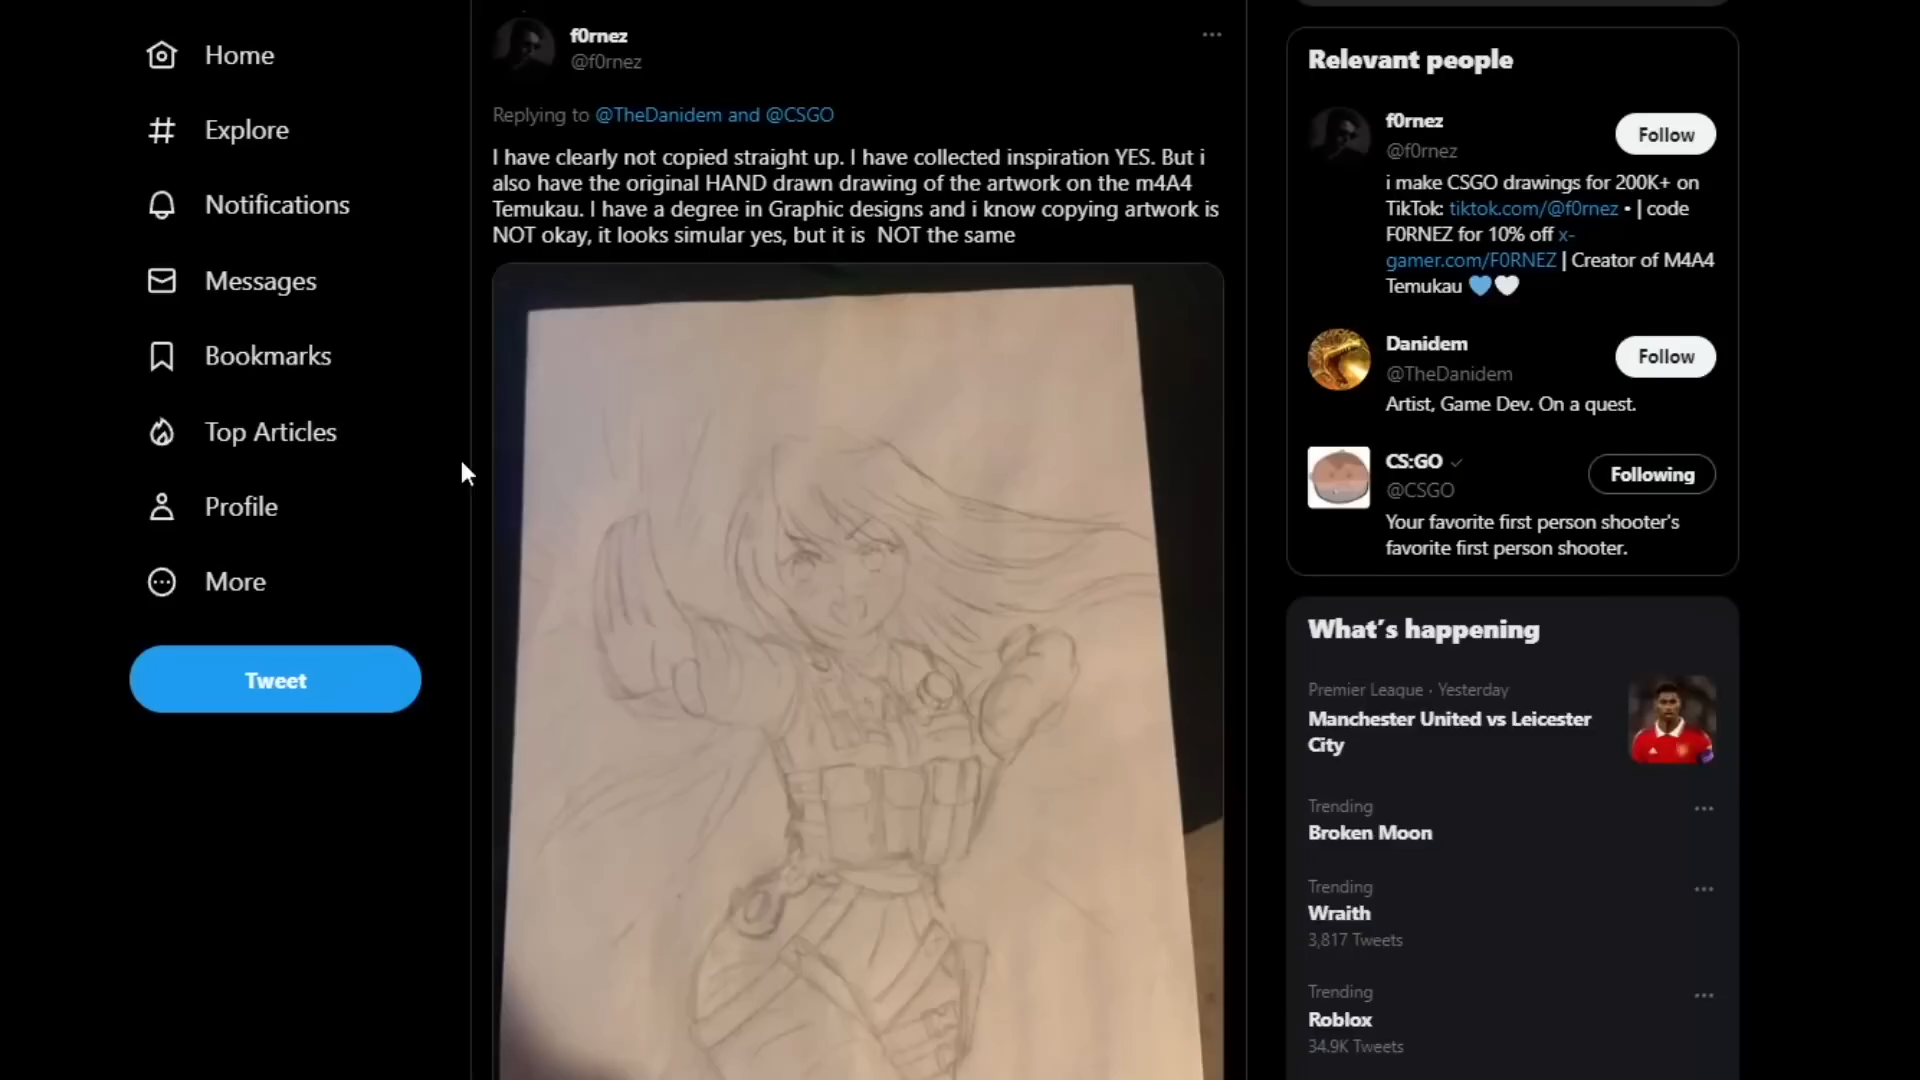 Home
Explore
Notifications
Messages
Bookmarks
Top Articles
Profile
More
Tweet
f0rnez
@f0rnez
Replying to @TheDanidem and @CSGO
I have clearly not copied straight up. I have collected inspiration YES. But i
also have the original HAND drawn drawing of the artwork on the m4A4
Temukau. I have a degree in Graphic designs and i know copying artwork is
NOT okay, it looks simular yes, but it is  NOT the same
Relevant people
f0rnez
@f0rnez
Follow
i make CSGO drawings for 200K+ on
TikTok: tiktok.com/@f0rnez • | code
F0RNEZ for 10% off x-
gamer.com/F0RNEZ | Creator of M4A4
Temukau 💙🤍
Danidem
@TheDanidem
Follow
Artist, Game Dev. On a quest.
CS:GO
@CSGO
Following
Your favorite first person shooter's
favorite first person shooter.
What's happening
Premier League · Yesterday
Manchester United vs Leicester
City
Trending
Broken Moon
Trending
Wraith
3,817 Tweets
Trending
Roblox
34.9K Tweets